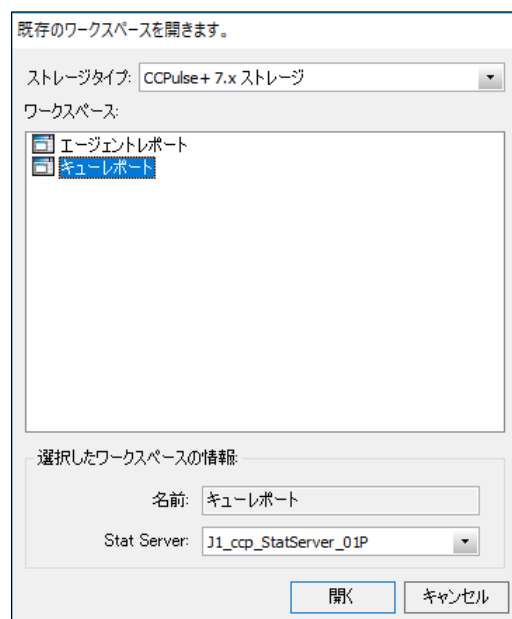 既存のワークスペースを開きます。
ストレージタイプ: CCPulse+ 7.x ストレージ
ワークスペース:
エージェントレポート
キューレポート
選択したワークスペースの情報:
名前: キューレポート
Stat Server: J1_ccp_StatServer_01P
開く キャンセル